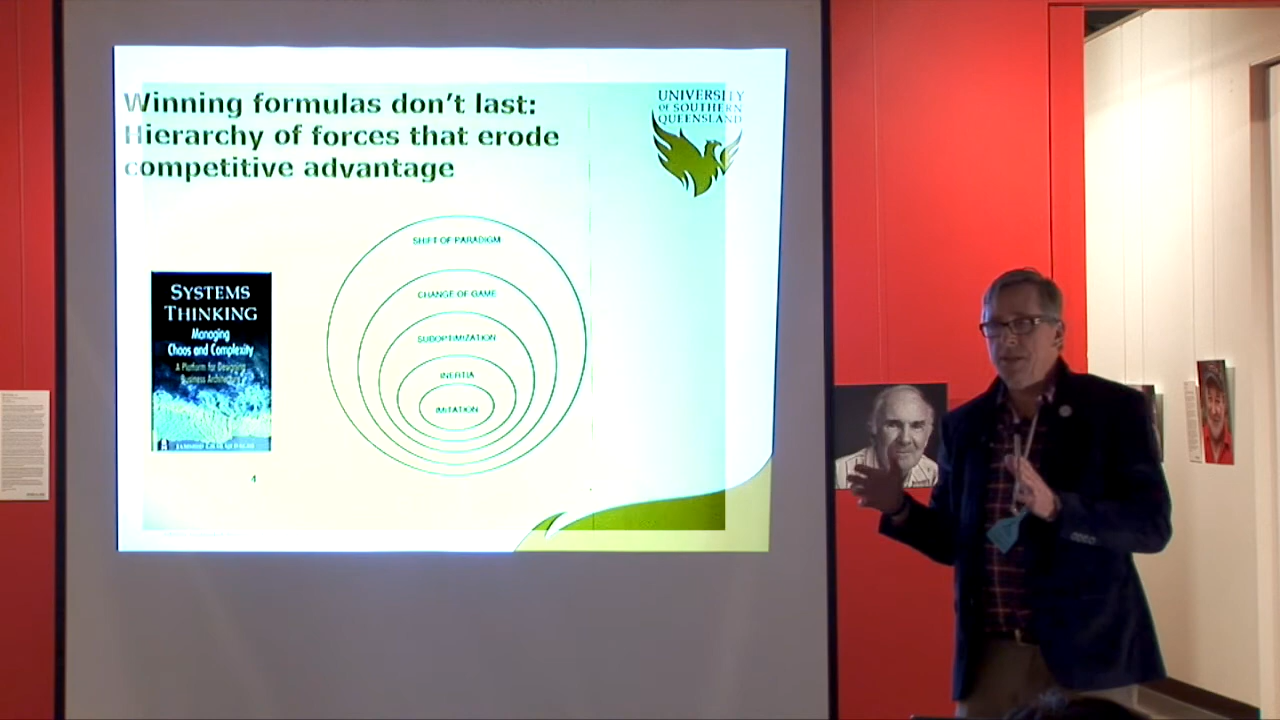 Winning formulas don't last:
Hierarchy of forces that erode
competitive advantage
UNIVERSITY
OF SOUTHERN
QUEENSLAND
SHIFT OF PARADIGM
CHANGE OF GAME
SUBOPTIMIZATION
INERTIA
IMITATION
SYSTEMS
THINKING
Managing
Chaos and Complexity
A Platform for Designing
Business Architecture
4